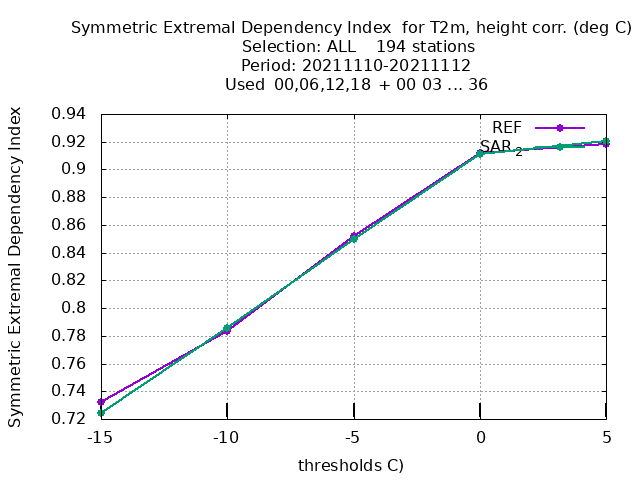 Symmetric Extremal Dependency Index  for T2m, height corr. (deg C)
Selection: ALL    194 stations
Period: 20211110-20211112
Used  00,06,12,18  + 00 03 ... 36
Symmetric Extremal Dependency Index
0.94
0.92
0.9
0.88
0.86
0.84
0.82
0.8
0.78
0.76
0.74
0.72
REF
SAR_2
-15 -10 -5 0 5
thresholds C)